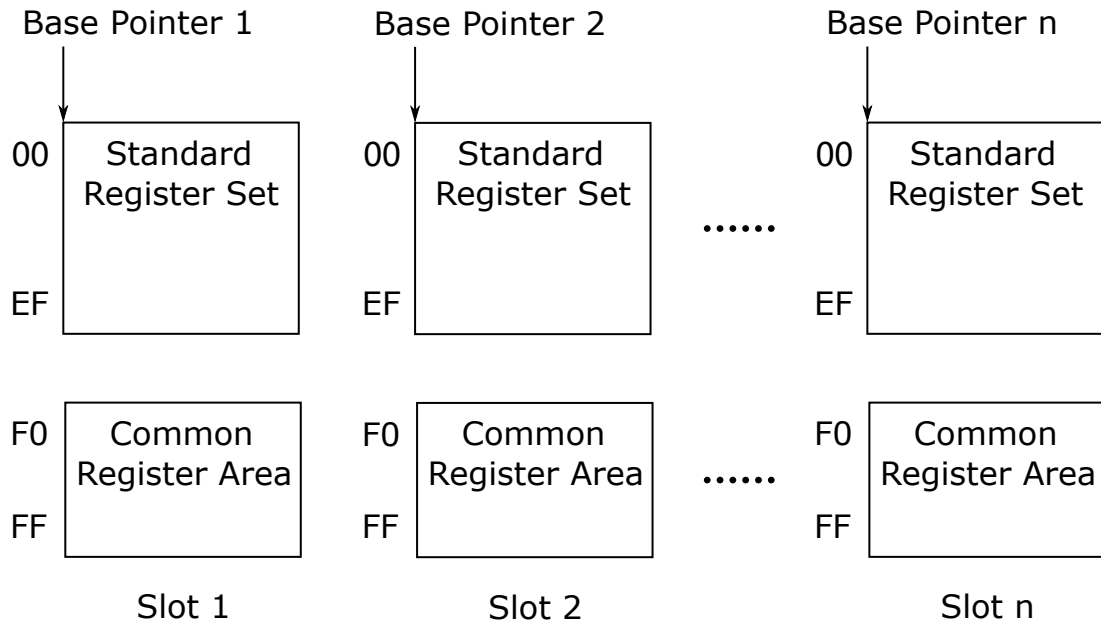 Base Pointer 1
Base Pointer 2
Base Pointer n
00
Standard
Register Set
EF
00
Standard
Register Set
EF
......
00
Standard
Register Set
EF
F0
Common
Register Area
FF
F0
Common
Register Area
FF
......
F0
Common
Register Area
FF
Slot 1
Slot 2
Slot n